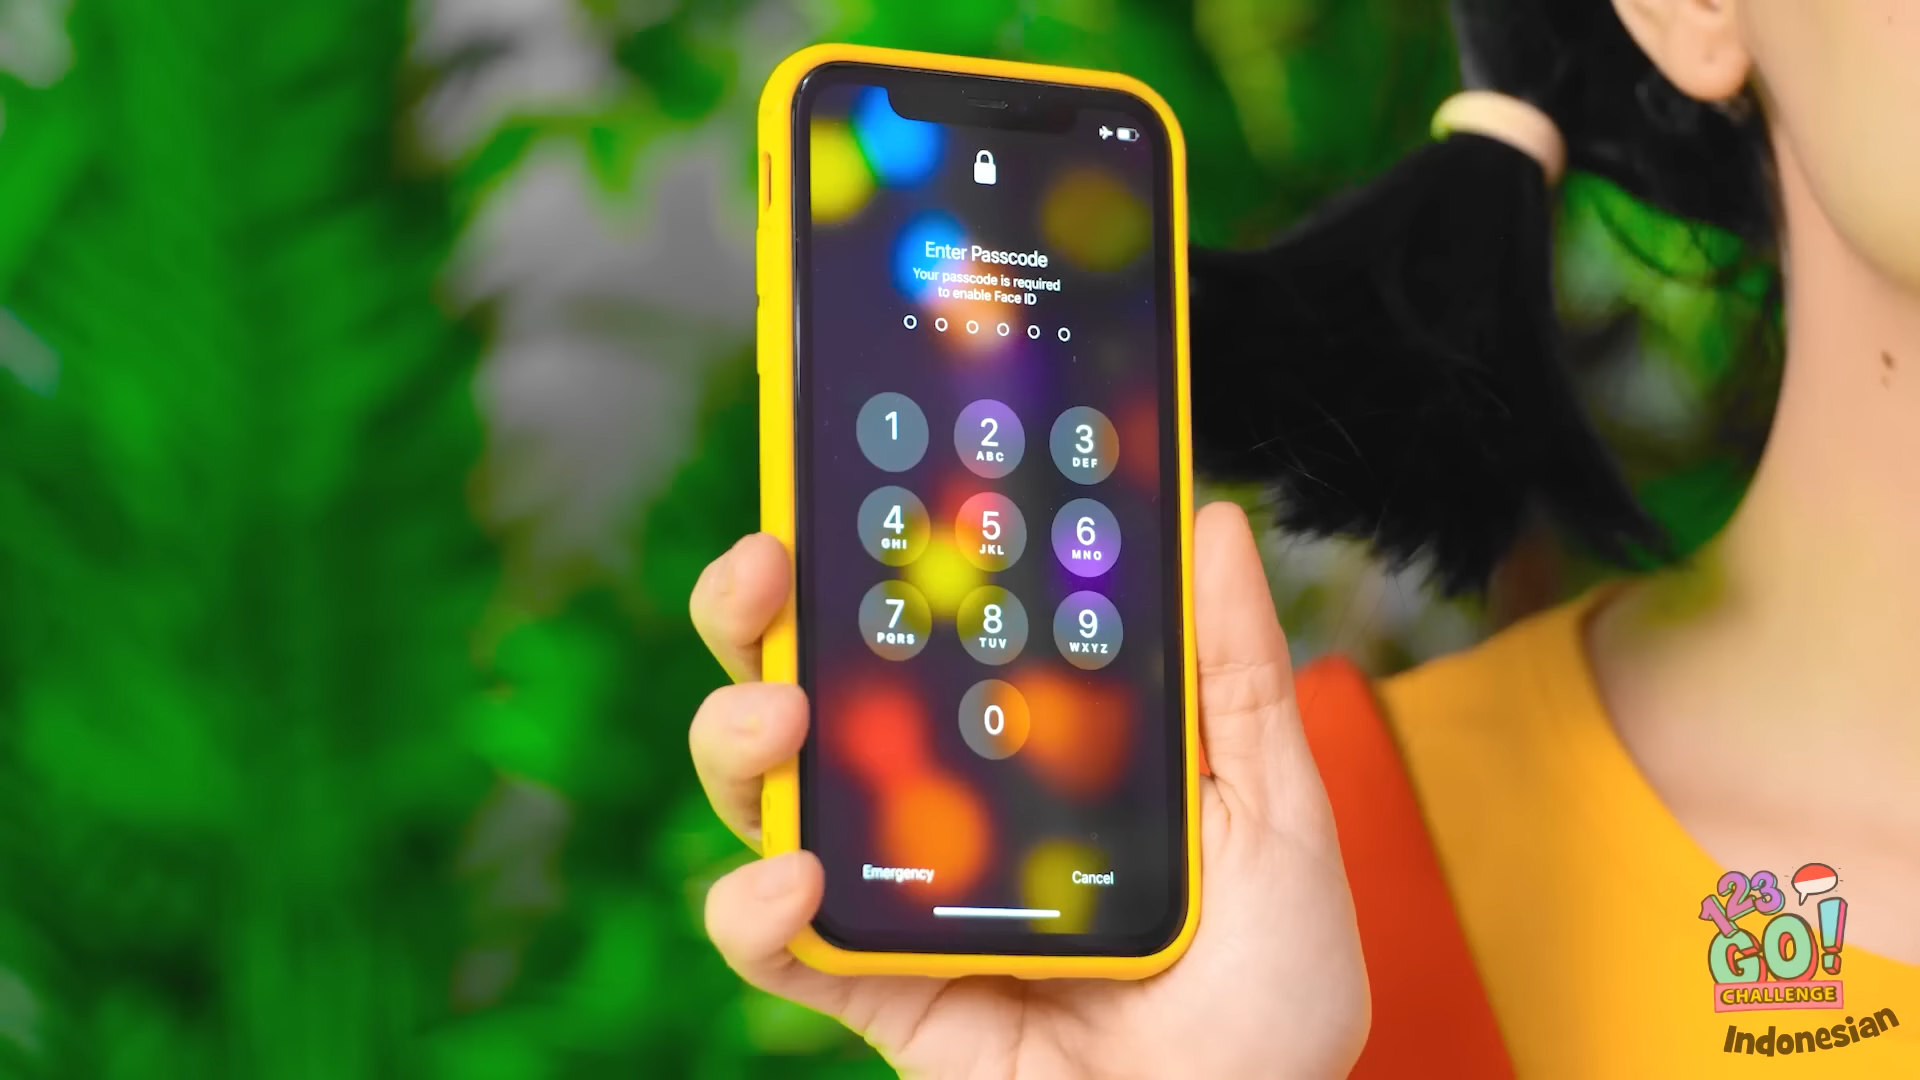 Enter Passcode
Your passcode is required
to enable Face ID
1
2
ABC
3
DEF
4
GHI
5
JKL
6
MNO
7
PQRS
8
TUV
9
WXYZ
0
Emergency
Cancel
123
GO!
CHALLENGE
Indonesian